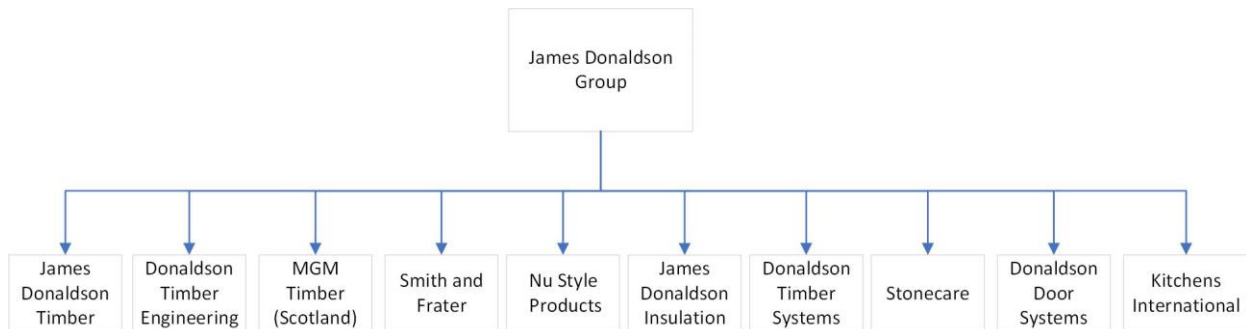 James Donaldson
Group
James
Donaldson
Timber
Donaldson
Timber
Engineering
MGM
Timber
(Scotland)
Smith and
Frater
Nu Style
Products
James
Donaldson
Insulation
Donaldson
Timber
Systems
Stonecare
Donaldson
Door
Systems
Kitchens
International